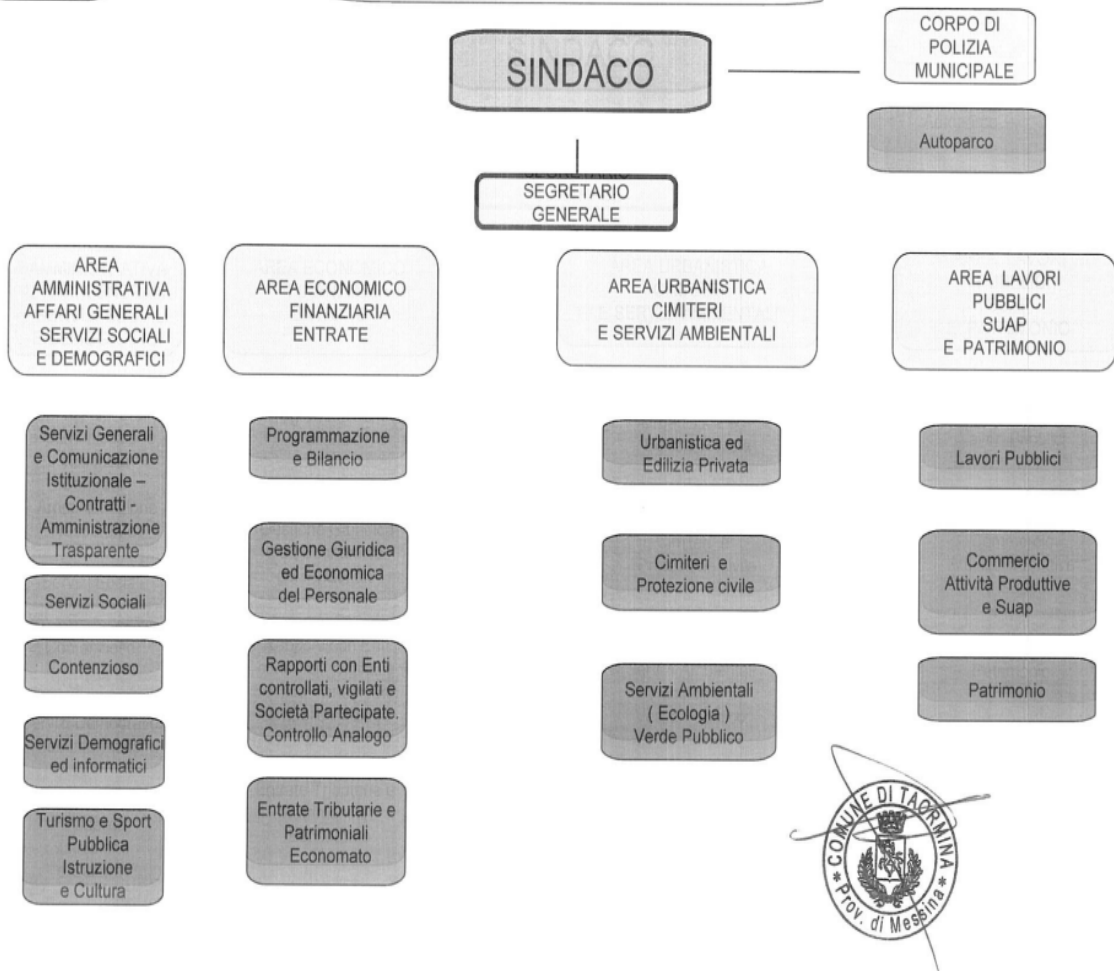 SINDACO
CORPO DI
POLIZIA
MUNICIPALE
Autoparco
SEGRETARIO
GENERALE
AREA
AMMINISTRATIVA
AFFARI GENERALI
SERVIZI SOCIALI
E DEMOGRAFICI
AREA ECONOMICO
FINANZIARIA
ENTRATE
AREA URBANISTICA
CIMITERI
E SERVIZI AMBIENTALI
AREA LAVORI
PUBBLICI
SUAP
E PATRIMONIO
Servizi Generali
e Comunicazione
Istituzionale –
Contratti -
Amministrazione
Trasparente
Servizi Sociali
Contenzioso
Servizi Demografici
ed informatici
Turismo e Sport
Pubblica
Istruzione
e Cultura
Programmazione
e Bilancio
Gestione Giuridica
ed Economica
del Personale
Rapporti con Enti
controllati, vigilati e
Società Partecipate.
Controllo Analogo
Entrate Tributarie e
Patrimoniali
Economato
Urbanistica ed
Edilizia Privata
Cimiteri e
Protezione civile
Servizi Ambientali
( Ecologia )
Verde Pubblico
Lavori Pubblici
Commercio
Attività Produttive
e Suap
Patrimonio
COMUNE DI TAORMINA
* Prov. di Messina *